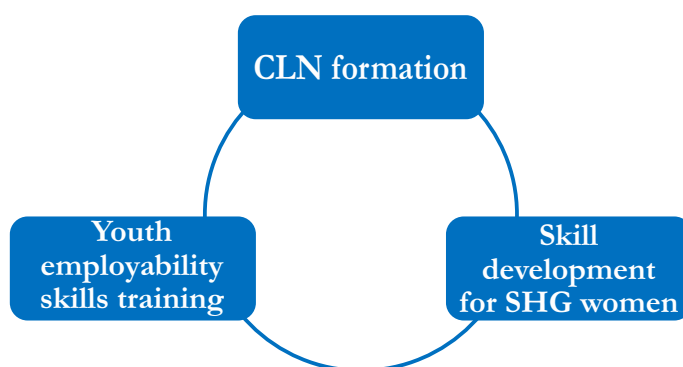 CLN formation
Youth
employability
skills training
Skill
development
for SHG women